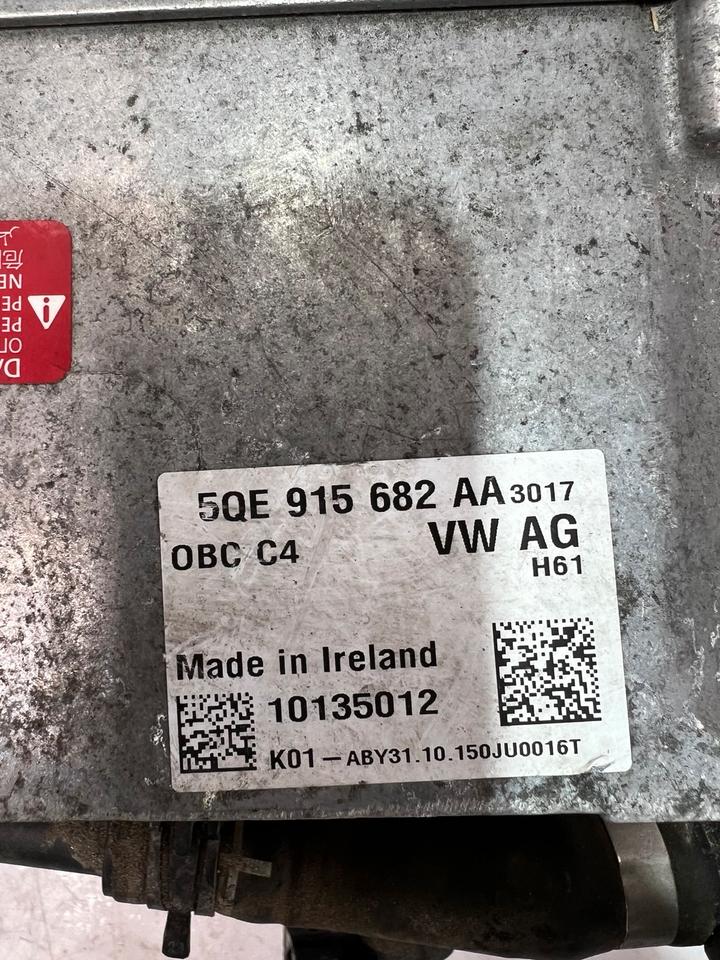 5QE 915 682 AA 3017
OBC C4
VW AG
H61
Made in Ireland
10135012
K01-ABY31.10.150JU0016T